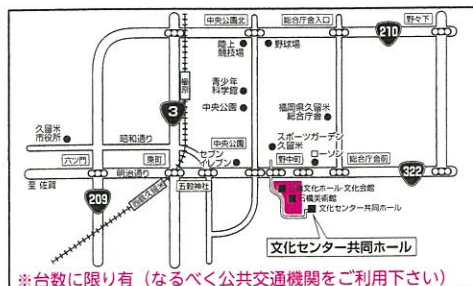 中央公園北
総合庁舎入口
野々下
210
陸上
競技場
野球場
櫛原
青少年
科学館
3
中央公園
福岡県久留米
総合庁舎
久留米
市役所
昭和通り
中央公園
スポーツガーデン
久留米
セブン
イレブン
ローソン
六ツ門
東町
野中町
総合庁舎前
明治通り
322
至 佐賀
五穀神社
石橋文化ホール・文化会館
209
西鉄久留米
石橋美術館
文化センター共同ホール
文化センター共同ホール
※台数に限り有（なるべく公共交通機関をご利用下さい）